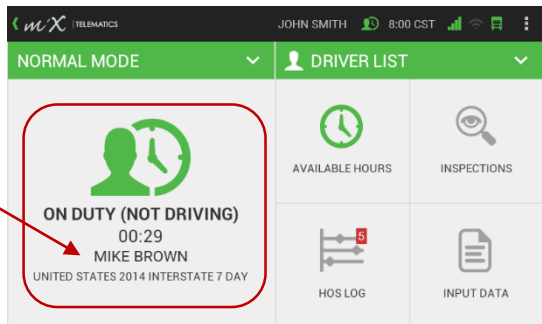 miX TELEMATICS JOHN SMITH 8:00 CST
NORMAL MODE
DRIVER LIST
ON DUTY (NOT DRIVING)
00:29
MIKE BROWN
UNITED STATES 2014 INTERSTATE 7 DAY
AVAILABLE HOURS
INSPECTIONS
5
HOS LOG
INPUT DATA